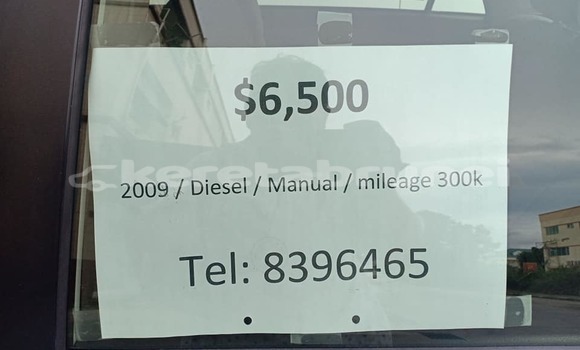 $6,500
2009 / Diesel / Manual / mileage 300k
Tel: 8396465